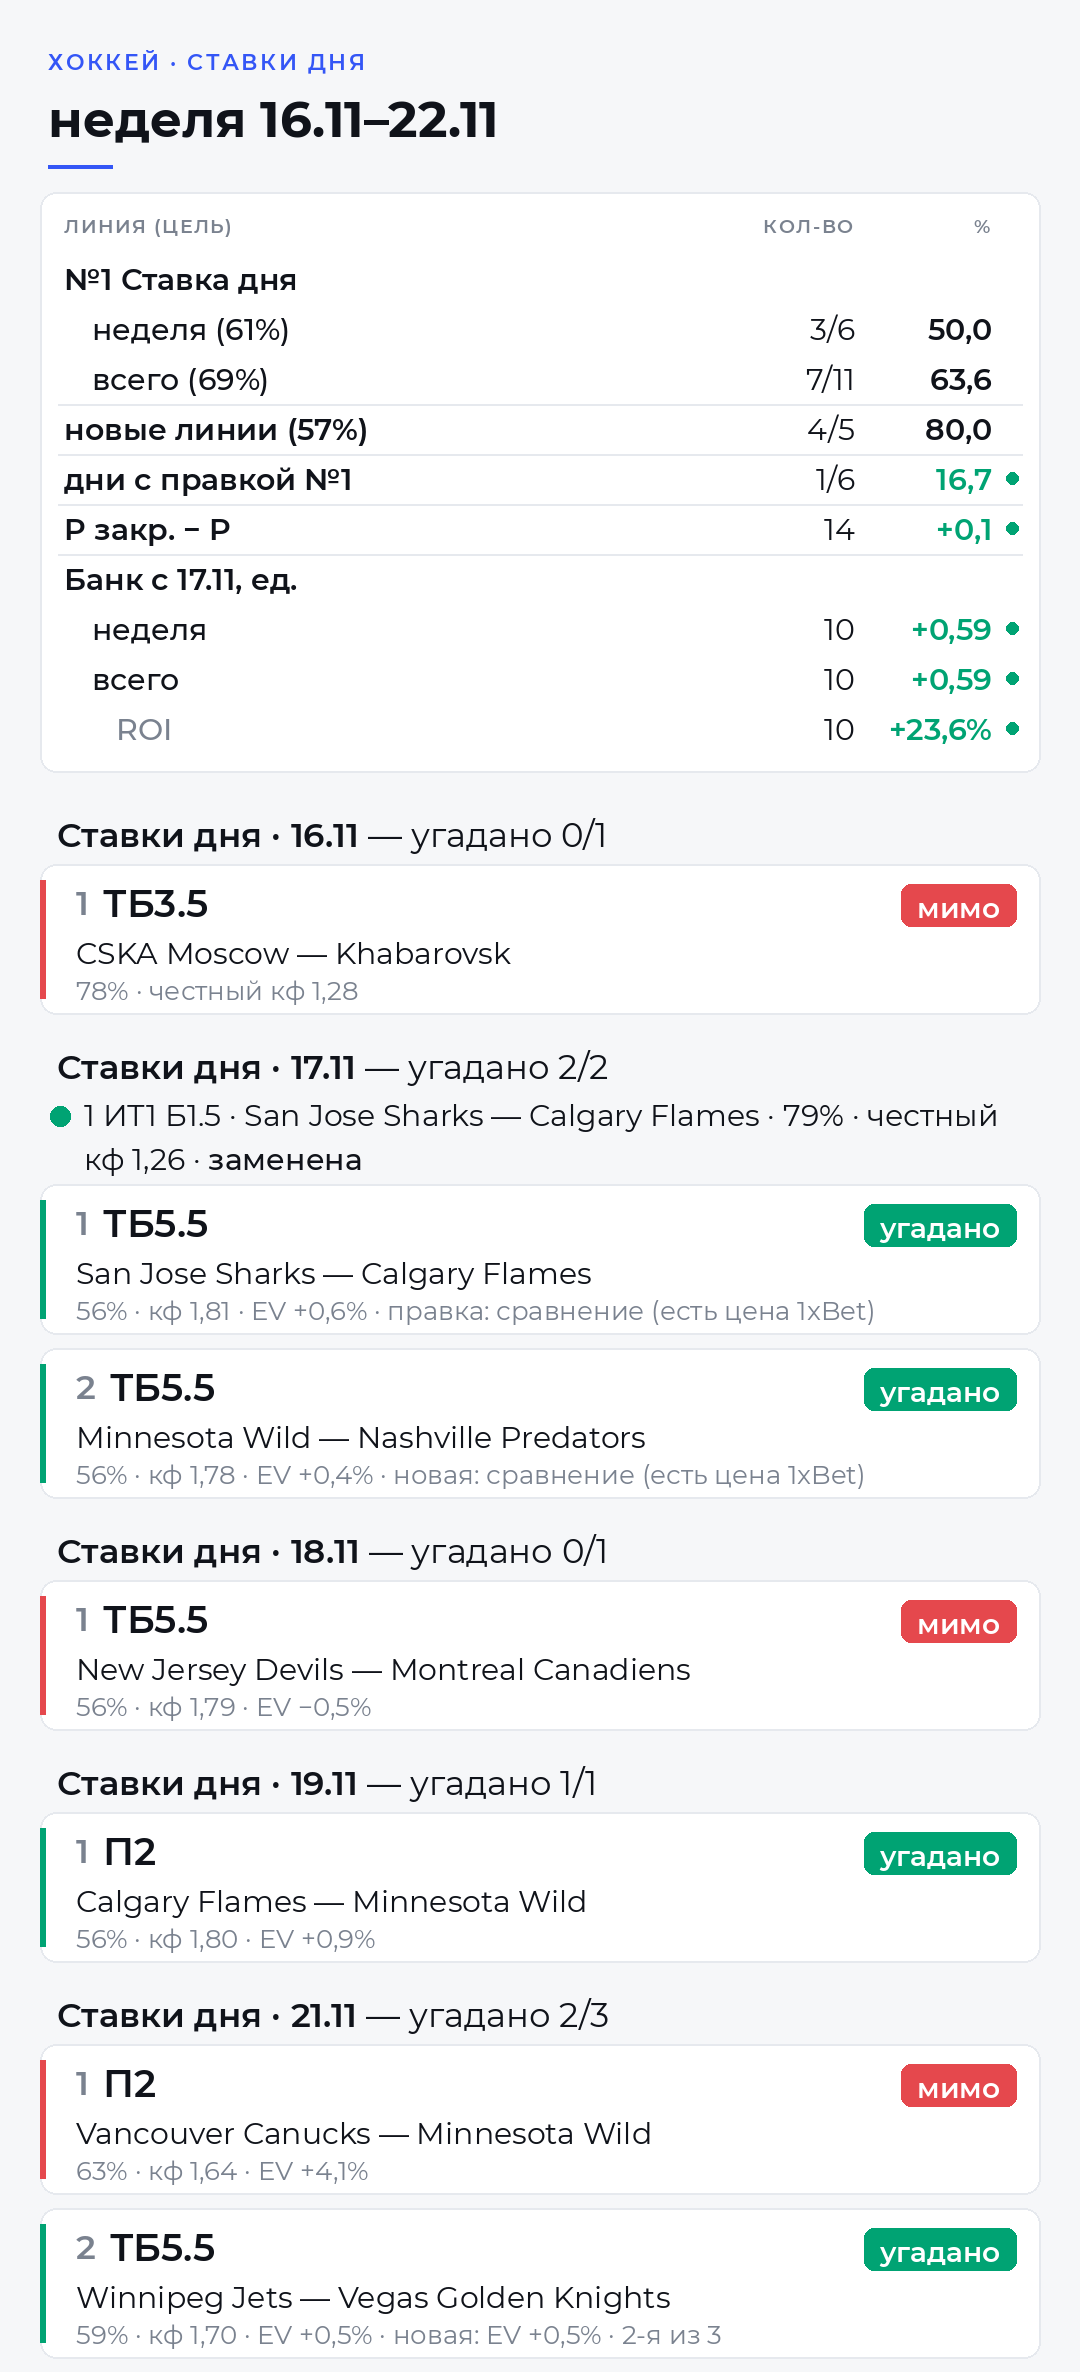 ХОККЕЙ · СТАВКИ ДНЯ
неделя 16.11–22.11
ЛИНИЯ (ЦЕЛЬ) КОЛ-ВО %
№1 Ставка дня
неделя (61%) 3/6 50,0
всего (69%) 7/11 63,6
новые линии (57%) 4/5 80,0
дни с правкой №1 1/6 16,7
Р закр. − Р 14 +0,1
Банк с 17.11, ед.
неделя 10 +0,59
всего 10 +0,59
ROI 10 +23,6%
Ставки дня · 16.11 — угадано 0/1
1 ТБ3.5 мимо
CSKA Moscow — Khabarovsk
78% · честный кф 1,28
Ставки дня · 17.11 — угадано 2/2
1 ИТ1 Б1.5 · San Jose Sharks — Calgary Flames · 79% · честный
кф 1,26 · заменена
1 ТБ5.5 угадано
San Jose Sharks — Calgary Flames
56% · кф 1,81 · EV +0,6% · правка: сравнение (есть цена 1xBet)
2 ТБ5.5 угадано
Minnesota Wild — Nashville Predators
56% · кф 1,78 · EV +0,4% · новая: сравнение (есть цена 1xBet)
Ставки дня · 18.11 — угадано 0/1
1 ТБ5.5 мимо
New Jersey Devils — Montreal Canadiens
56% · кф 1,79 · EV −0,5%
Ставки дня · 19.11 — угадано 1/1
1 П2 угадано
Calgary Flames — Minnesota Wild
56% · кф 1,80 · EV +0,9%
Ставки дня · 21.11 — угадано 2/3
1 П2 мимо
Vancouver Canucks — Minnesota Wild
63% · кф 1,64 · EV +4,1%
2 ТБ5.5 угадано
Winnipeg Jets — Vegas Golden Knights
59% · кф 1,70 · EV +0,5% · новая: EV +0,5% · 2-я из 3